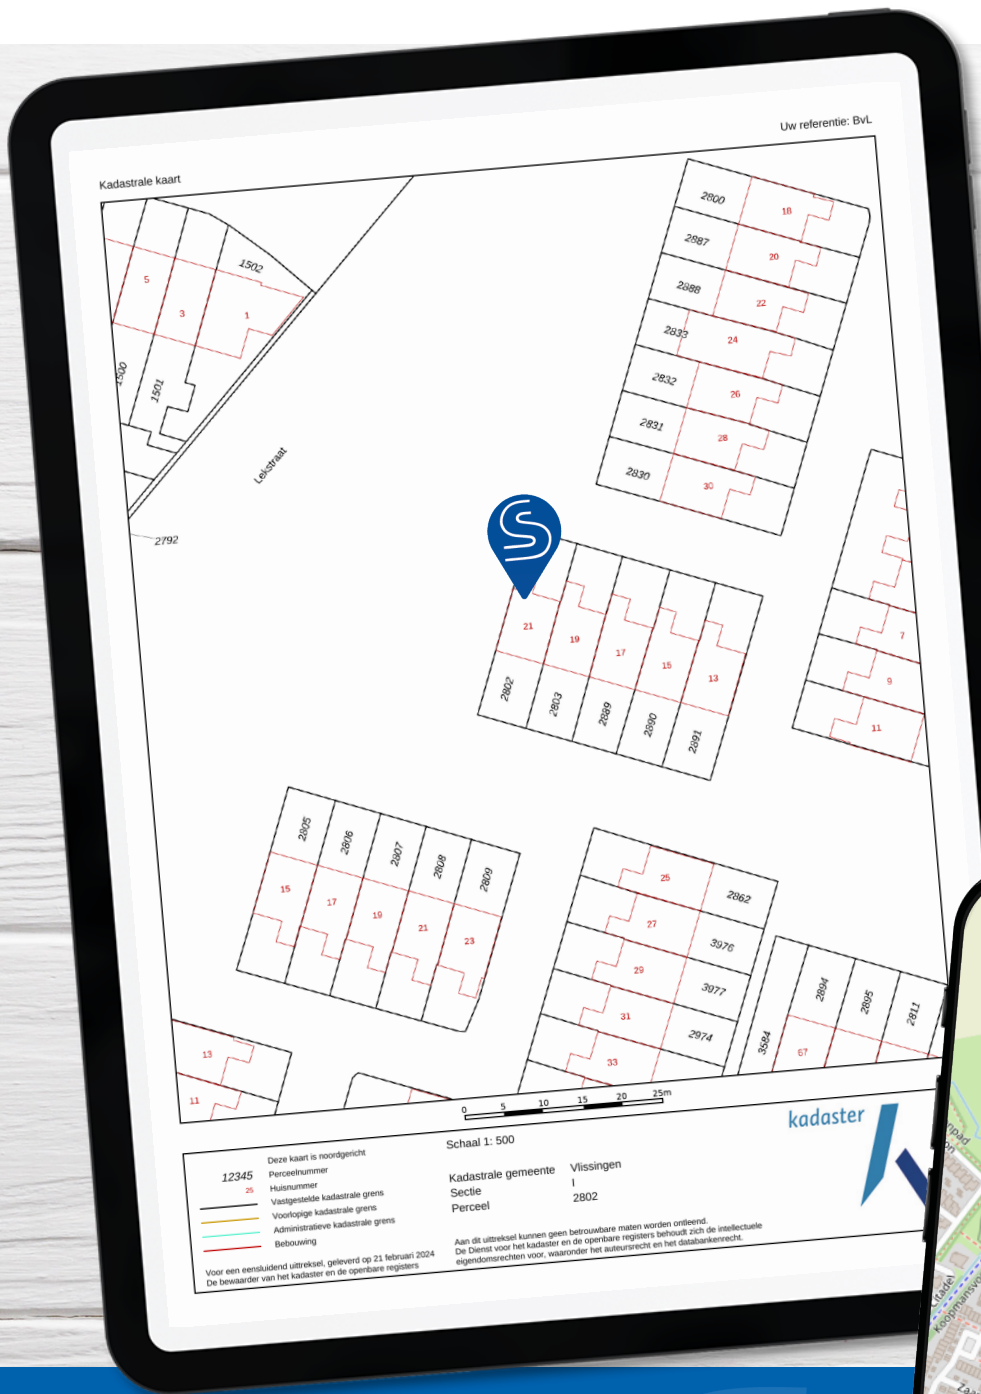 Uw referentie: BvL
Kadastrale kaart
2800
18
2887
20
2888
22
2833
24
2832
26
2831
28
2830
30
1502
5
3
1
1500
1501
Lekstraat
2792
21
19
17
15
13
2802
2803
2889
2890
2891
7
9
11
2805
2806
2807
2808
2809
15
17
19
21
23
25
2862
27
3976
29
3977
31
2974
33
3584
2894
2895
2811
67
13
11
0 5 10 15 20 25m
Schaal 1: 500
kadaster
Deze kaart is noordgericht
12345 Perceelnummer
25 Huisnummer
Vastgestelde kadastrale grens
Voorlopige kadastrale grens
Administratieve kadastrale grens
Bebouwing
Voor een eensluidend uittreksel, geleverd op 21 februari 2024
De bewaarder van het kadaster en de openbare registers
Kadastrale gemeente Vlissingen
Sectie I
Perceel 2802
Aan dit uittreksel kunnen geen betrouwbare maten worden ontleend.
De Dienst voor het kadaster en de openbare registers behoudt zich de intellectuele
eigendomsrechten voor, waaronder het auteursrecht en het databankenrecht.
Citadel